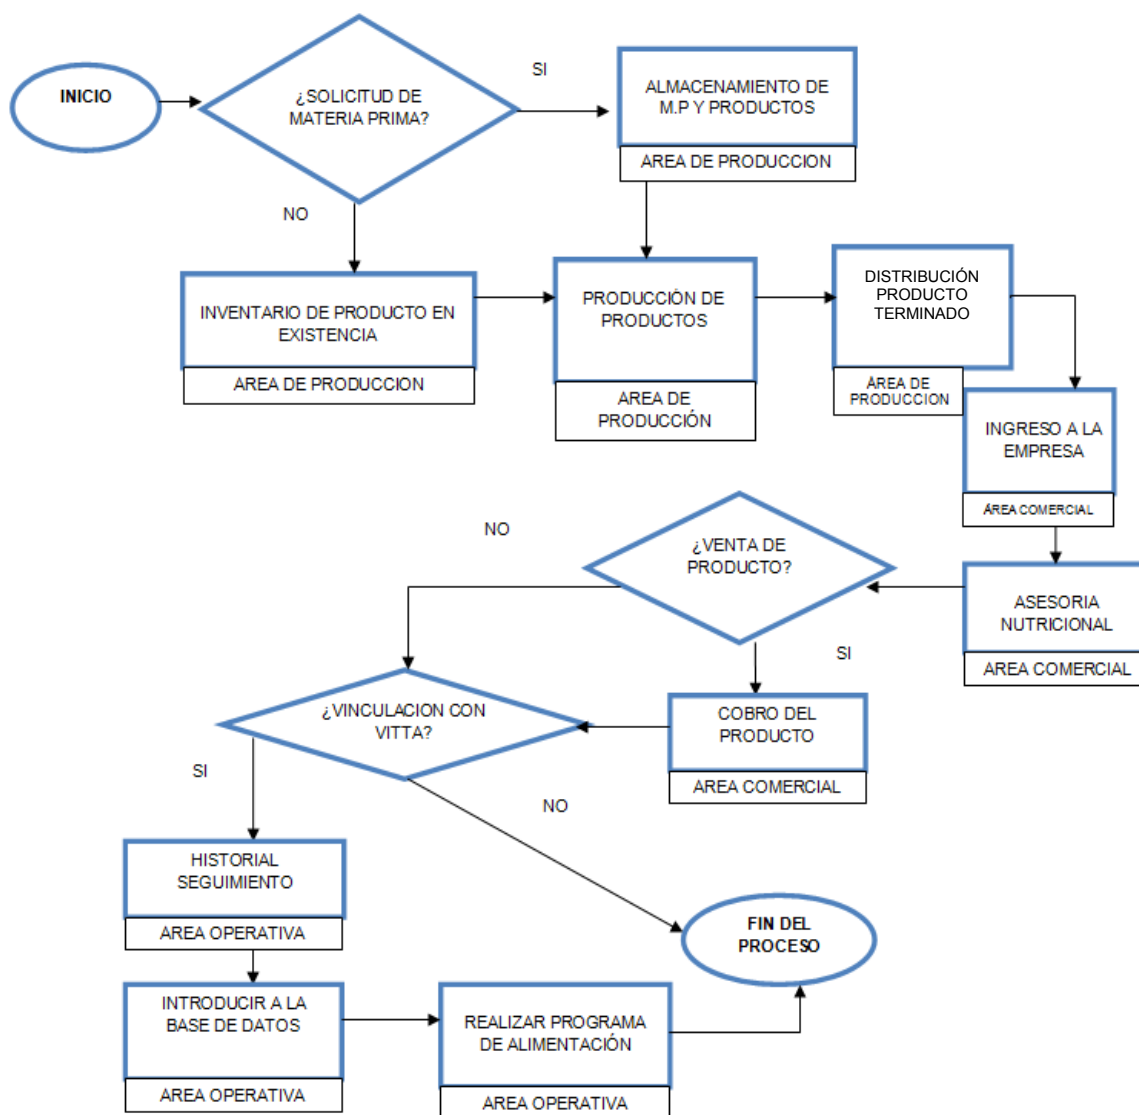 INICIO
¿SOLICITUD DE
MATERIA PRIMA?
SI
ALMACENAMIENTO DE
M.P Y PRODUCTOS
AREA DE PRODUCCION
NO
INVENTARIO DE PRODUCTO EN
EXISTENCIA
AREA DE PRODUCCION
PRODUCCIÓN DE
PRODUCTOS
AREA DE
PRODUCCIÓN
DISTRIBUCIÓN
PRODUCTO
TERMINADO
ÁREA DE
PRODUCCION
INGRESO A LA
EMPRESA
ÁREA COMERCIAL
NO
¿VENTA DE
PRODUCTO?
ASESORIA
NUTRICIONAL
AREA COMERCIAL
SI
¿VINCULACION CON
VITTA?
COBRO DEL
PRODUCTO
AREA COMERCIAL
SI
NO
HISTORIAL
SEGUIMIENTO
AREA OPERATIVA
FIN DEL
PROCESO
INTRODUCIR A LA
BASE DE DATOS
AREA OPERATIVA
REALIZAR PROGRAMA
DE ALIMENTACIÓN
AREA OPERATIVA